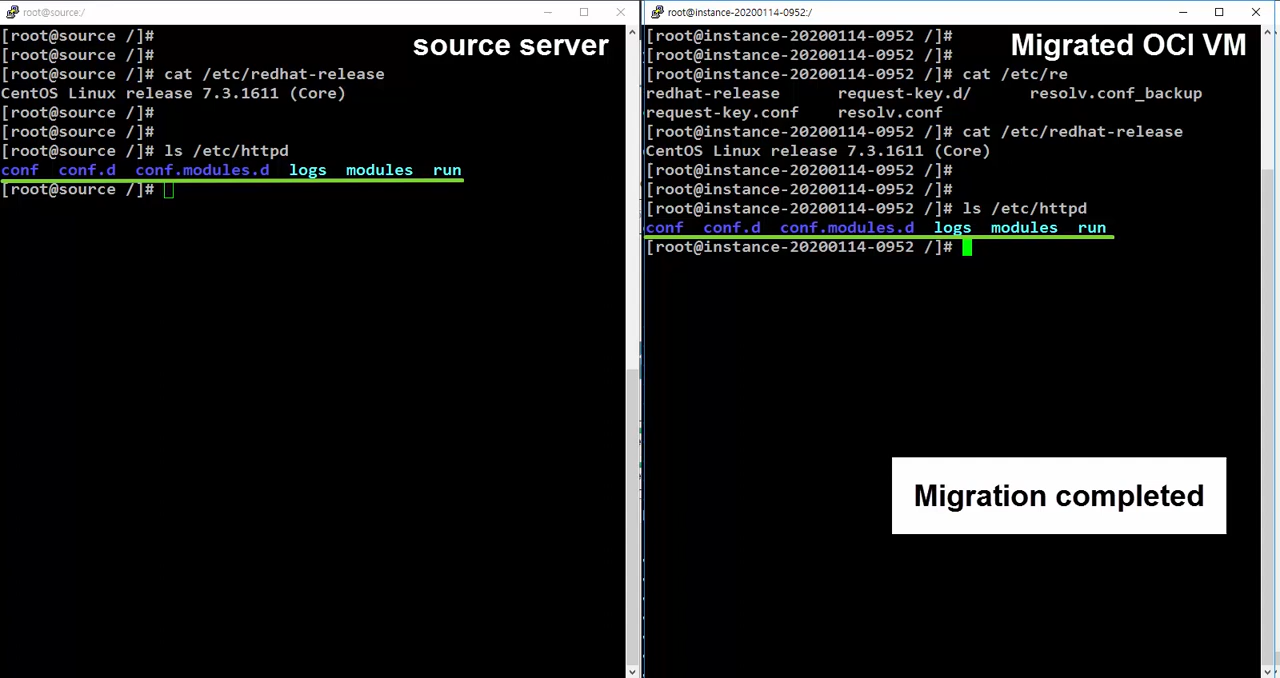 root@source:/
[root@source /]#
[root@source /]#
[root@source /]# cat /etc/redhat-release
CentOS Linux release 7.3.1611 (Core)
[root@source /]#
[root@source /]#
[root@source /]# ls /etc/httpd
conf  conf.d  conf.modules.d  logs  modules  run
[root@source /]#
source server
root@instance-20200114-0952:/
[root@instance-20200114-0952 /]#
[root@instance-20200114-0952 /]#
[root@instance-20200114-0952 /]# cat /etc/re
redhat-release      request-key.d/      resolv.conf_backup
request-key.conf    resolv.conf
[root@instance-20200114-0952 /]# cat /etc/redhat-release
CentOS Linux release 7.3.1611 (Core)
[root@instance-20200114-0952 /]#
[root@instance-20200114-0952 /]#
[root@instance-20200114-0952 /]# ls /etc/httpd
conf  conf.d  conf.modules.d  logs  modules  run
[root@instance-20200114-0952 /]#
Migrated OCI VM
Migration completed